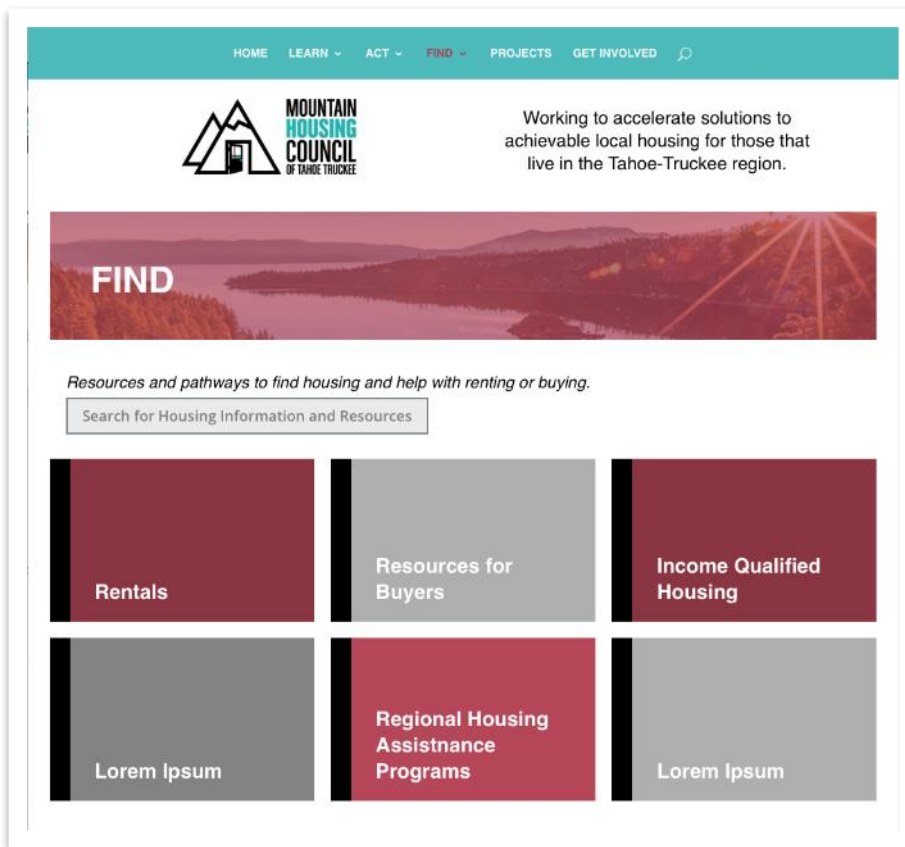 HOME LEARN ACT FIND PROJECTS GET INVOLVED
MOUNTAIN
HOUSING
COUNCIL
OF TAHOE TRUCKEE
Working to accelerate solutions to
achievable local housing for those that
live in the Tahoe-Truckee region.
FIND
Resources and pathways to find housing and help with renting or buying.
Search for Housing Information and Resources
Rentals
Resources for
Buyers
Income Qualified
Housing
Lorem Ipsum
Regional Housing
Assistnance
Programs
Lorem Ipsum